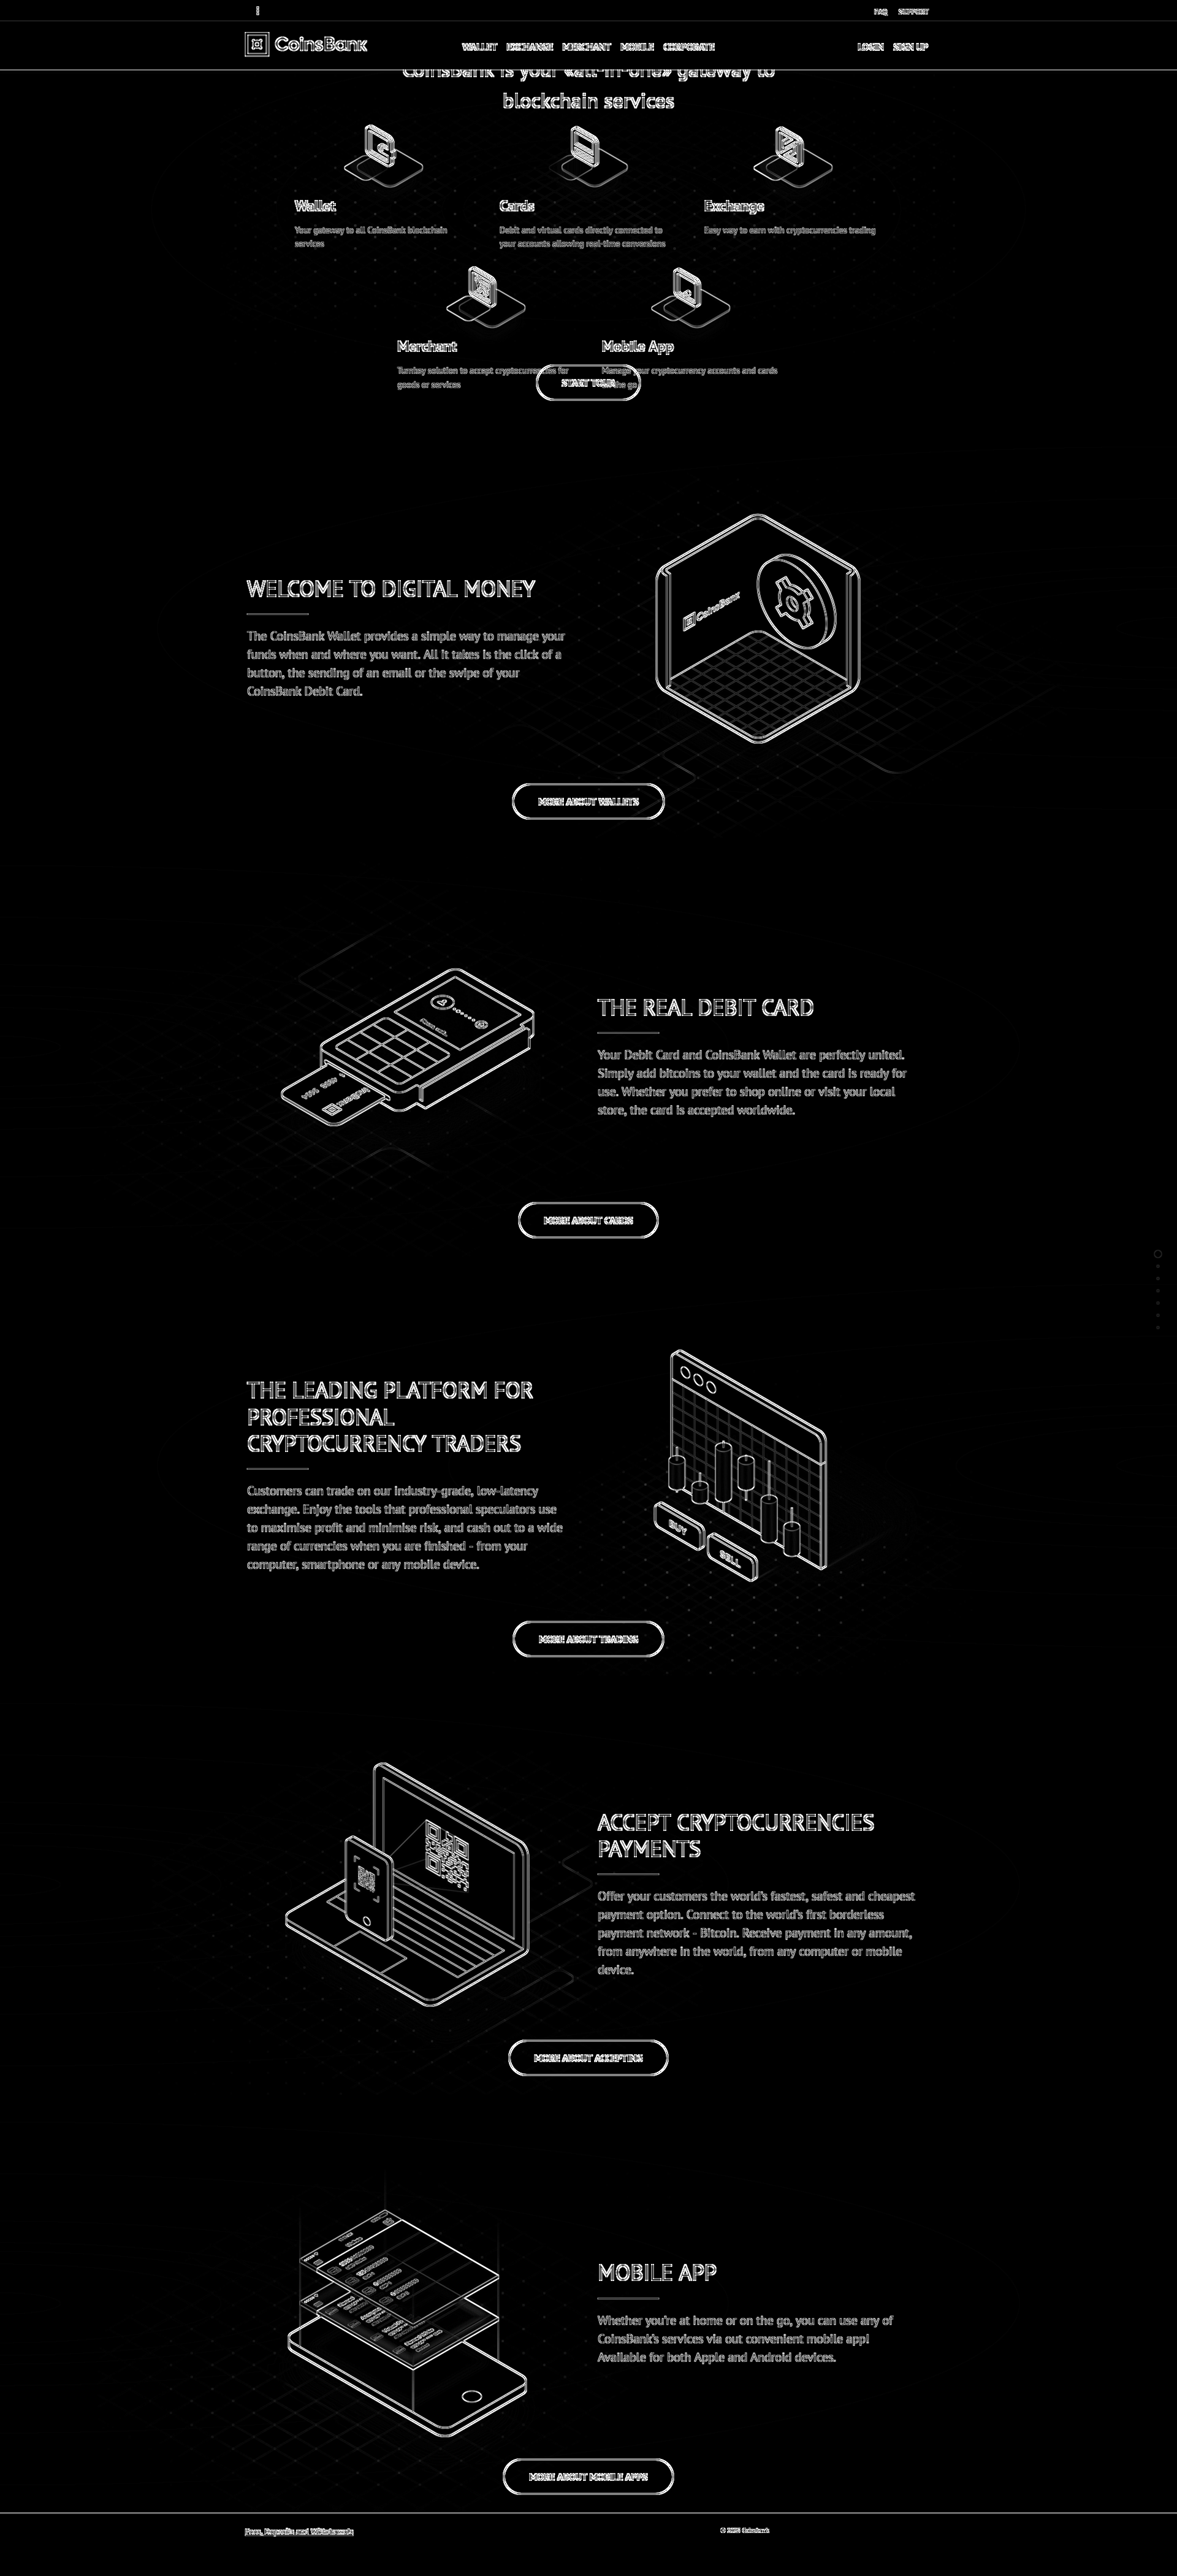 FAQ SUPPORT
CoinsBank
WALLET EXCHANGE MERCHANT MOBILE CORPORATE
LOGIN SIGN UP
CoinsBank is your «all-in-one» gateway to
blockchain services
Wallet
Your gateway to all CoinsBank blockchain
services
Cards
Debit and virtual cards directly connected to
your accounts allowing real-time conversions
Exchange
Easy way to earn with cryptocurrencies trading
Merchant
Turnkey solution to accept cryptocurrencies for
goods or services
Mobile App
Manage your cryptocurrency accounts and cards
on the go
START TOUR
WELCOME TO DIGITAL MONEY
The CoinsBank Wallet provides a simple way to manage your
funds when and where you want. All it takes is the click of a
button, the sending of an email or the swipe of your
CoinsBank Debit Card.
CoinsBank
MORE ABOUT WALLETS
THE REAL DEBIT CARD
Your Debit Card and CoinsBank Wallet are perfectly united.
Simply add bitcoins to your wallet and the card is ready for
use. Whether you prefer to shop online or visit your local
store, the card is accepted worldwide.
MORE ABOUT CARDS
THE LEADING PLATFORM FOR
PROFESSIONAL
CRYPTOCURRENCY TRADERS
Customers can trade on our industry-grade, low-latency
exchange. Enjoy the tools that professional speculators use
to maximise profit and minimise risk, and cash out to a wide
range of currencies when you are finished - from your
computer, smartphone or any mobile device.
BUY
SELL
MORE ABOUT TRADING
ACCEPT CRYPTOCURRENCIES
PAYMENTS
Offer your customers the world's fastest, safest and cheapest
payment option. Connect to the world's first borderless
payment network - Bitcoin. Receive payment in any amount,
from anywhere in the world, from any computer or mobile
device.
MORE ABOUT ACCEPTING
MOBILE APP
Whether you're at home or on the go, you can use any of
CoinsBank's services via out convenient mobile app!
Available for both Apple and Android devices.
MORE ABOUT MOBILE APPS
CoinsBank